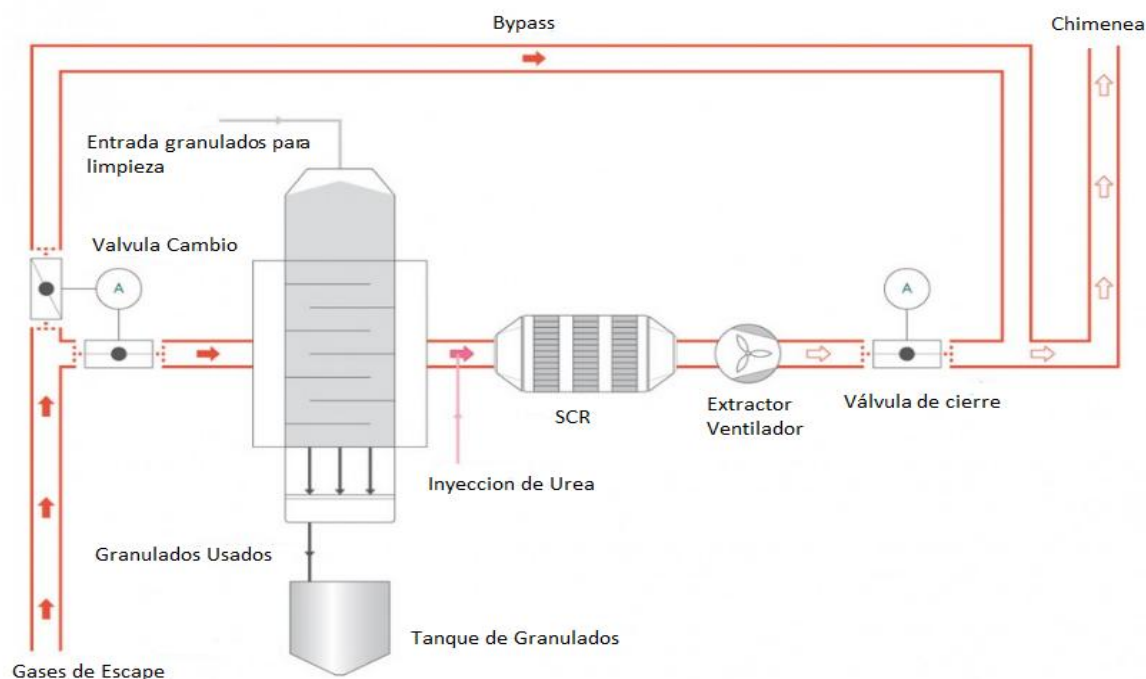 Bypass
Chimenea
Entrada granulados para
limpieza
Valvula Cambio
A
A
SCR
Extractor
Ventilador
Válvula de cierre
Inyeccion de Urea
Granulados Usados
Tanque de Granulados
Gases de Escape